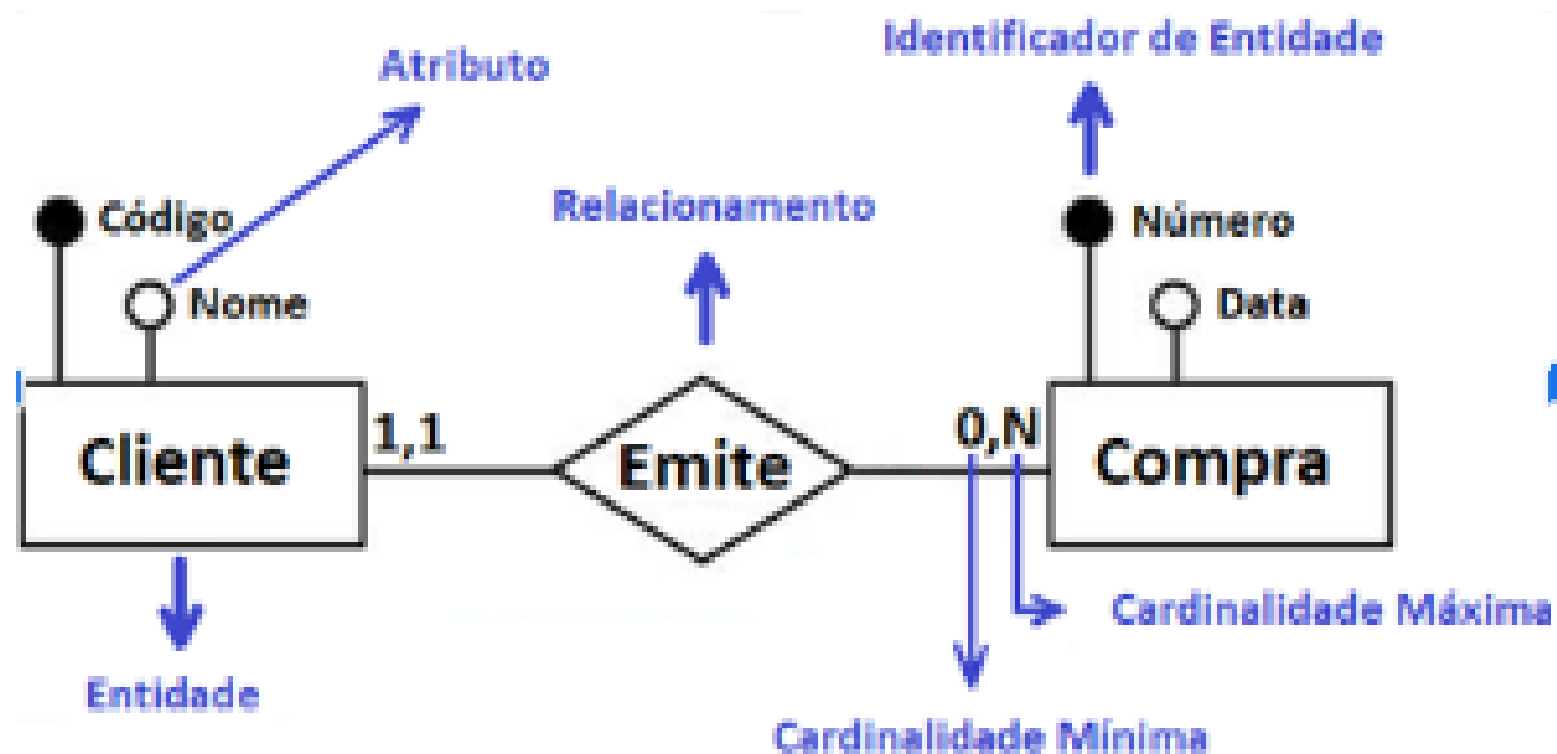 Identificador de Entidade
Atributo
Relacionamento
Código
Número
Nome
Data
Cliente
1,1
Emite
0,N
Compra
Cardinalidade Máxima
Entidade
Cardinalidade Mínima